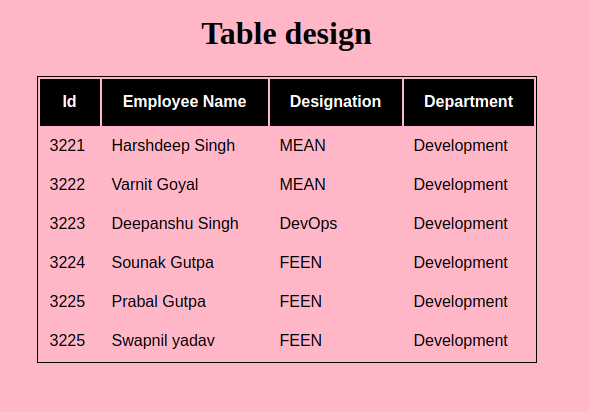 Table design
Id Employee Name Designation Department
3221 Harshdeep Singh MEAN Development
3222 Varnit Goyal MEAN Development
3223 Deepanshu Singh DevOps Development
3224 Sounak Gutpa FEEN Development
3225 Prabal Gutpa FEEN Development
3225 Swapnil yadav FEEN Development